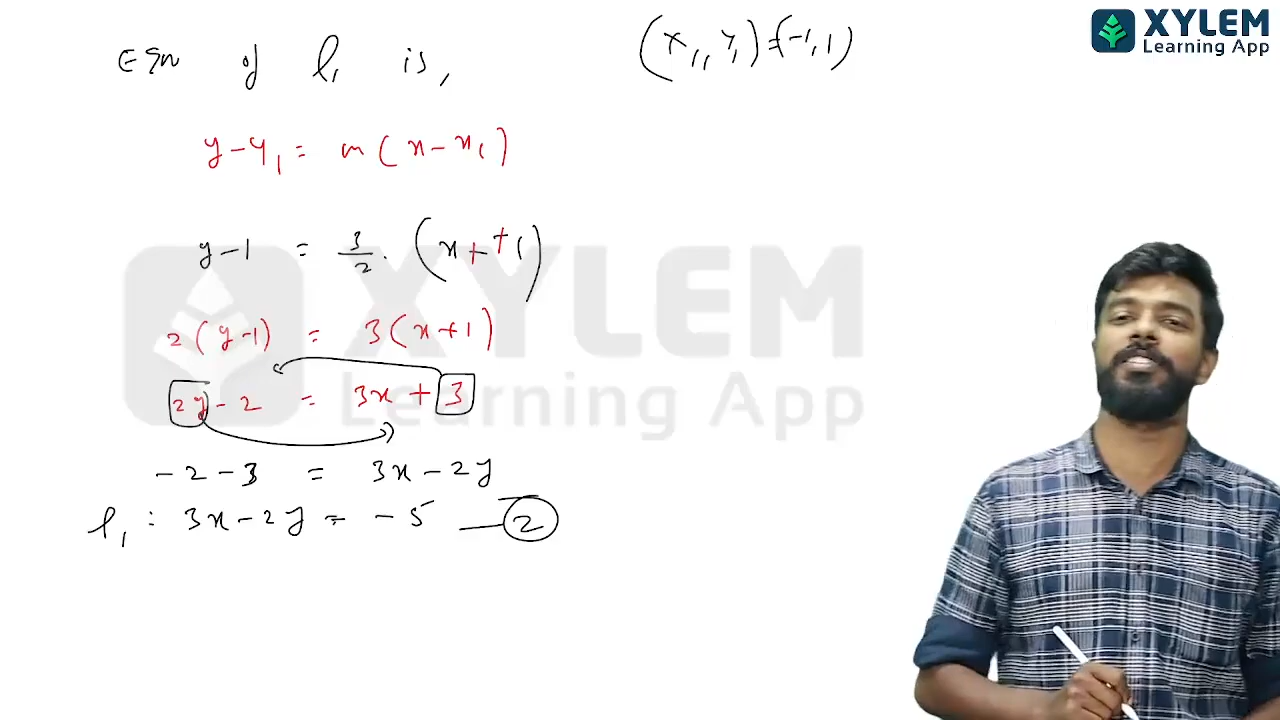 Eqn of l₁ is,
(x₁, y₁) = (-1, 1)
XYLEM
Learning App
y - y₁ = m(x - x₁)
y - 1 = 3/2 · (x + + 1)
2(y-1) = 3(x+1)
2y - 2 = 3x + 3
-2 - 3 = 3x - 2y
l₁ : 3x - 2y = -5 — ②
XYLEM
Learning App